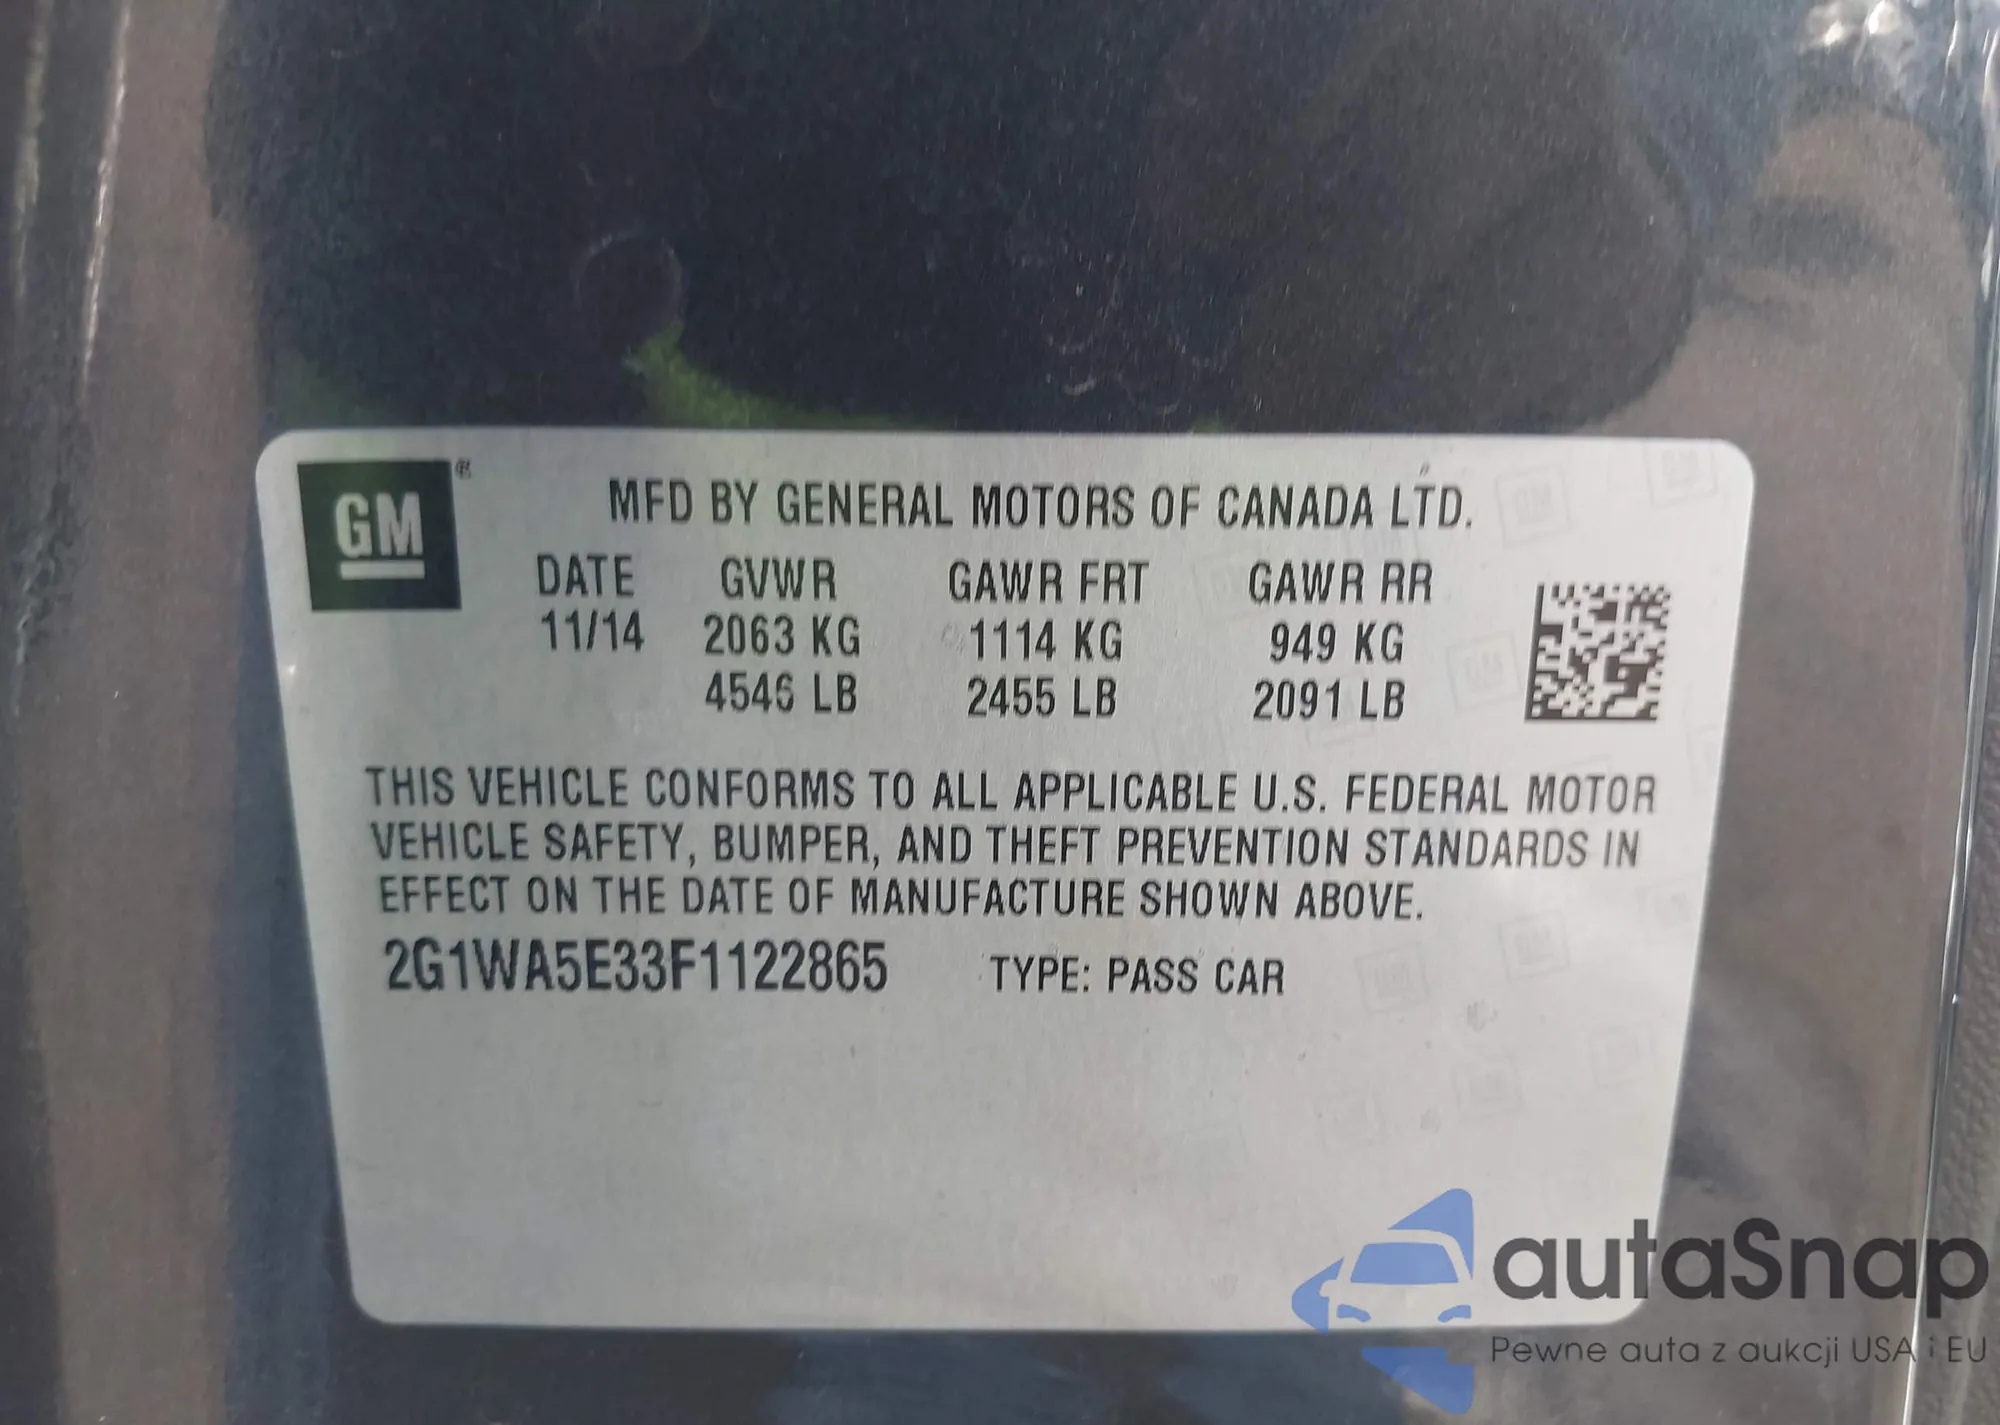 GM®
MFD BY GENERAL MOTORS OF CANADA LTD.
DATE GVWR GAWR FRT GAWR RR
11/14 2063 KG 1114 KG 949 KG
4546 LB 2455 LB 2091 LB
THIS VEHICLE CONFORMS TO ALL APPLICABLE U.S. FEDERAL MOTOR
VEHICLE SAFETY, BUMPER, AND THEFT PREVENTION STANDARDS IN
EFFECT ON THE DATE OF MANUFACTURE SHOWN ABOVE.
2G1WA5E33F1122865 TYPE: PASS CAR
autaSnap
Pewne auta z aukcji USA i EU